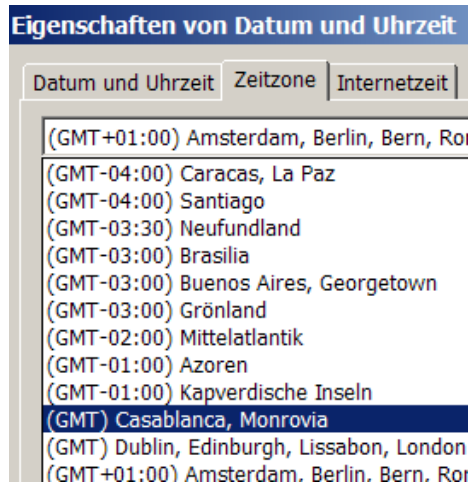 Eigenschaften von Datum und Uhrzeit
Datum und Uhrzeit Zeitzone Internetzeit
(GMT+01:00) Amsterdam, Berlin, Bern,
(GMT-04:00) Caracas, La Paz
(GMT-04:00) Santiago
(GMT-03:30) Neufundland
(GMT-03:00) Brasilia
(GMT-03:00) Buenos Aires, Georgetown
(GMT-03:00) Grönland
(GMT-02:00) Mittelatlantik
(GMT-01:00) Azoren
(GMT-01:00) Kapverdische Inseln
(GMT) Casablanca, Monrovia
(GMT) Dublin, Edinburgh, Lissabon, London
(GMT+01:00) Amsterdam, Berlin, Bern,